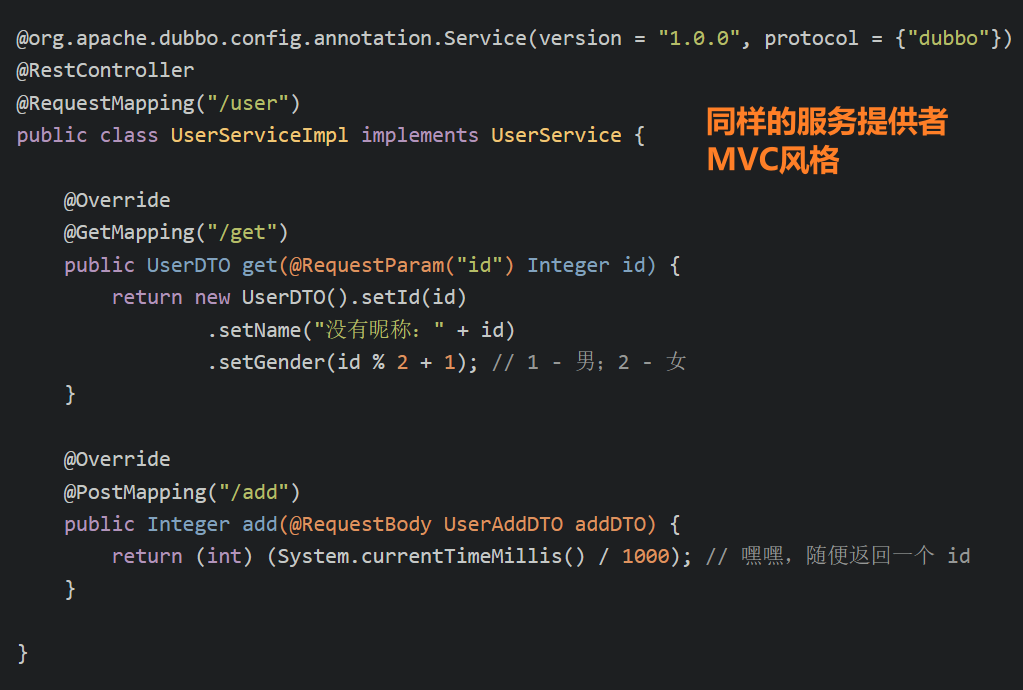 @org.apache.dubbo.config.annotation.Service(version = "1.0.0", protocol = {"dubbo"})
@RestController
@RequestMapping("/user")
public class UserServiceImpl implements UserService {
同样的服务提供者
MVC风格
    @Override
    @GetMapping("/get")
    public UserDTO get(@RequestParam("id") Integer id) {
        return new UserDTO().setId(id)
                .setName("没有昵称：" + id)
                .setGender(id % 2 + 1); // 1 - 男；2 - 女
    }
    @Override
    @PostMapping("/add")
    public Integer add(@RequestBody UserAddDTO addDTO) {
        return (int) (System.currentTimeMillis() / 1000); // 嘿嘿，随便返回一个 id
    }
}